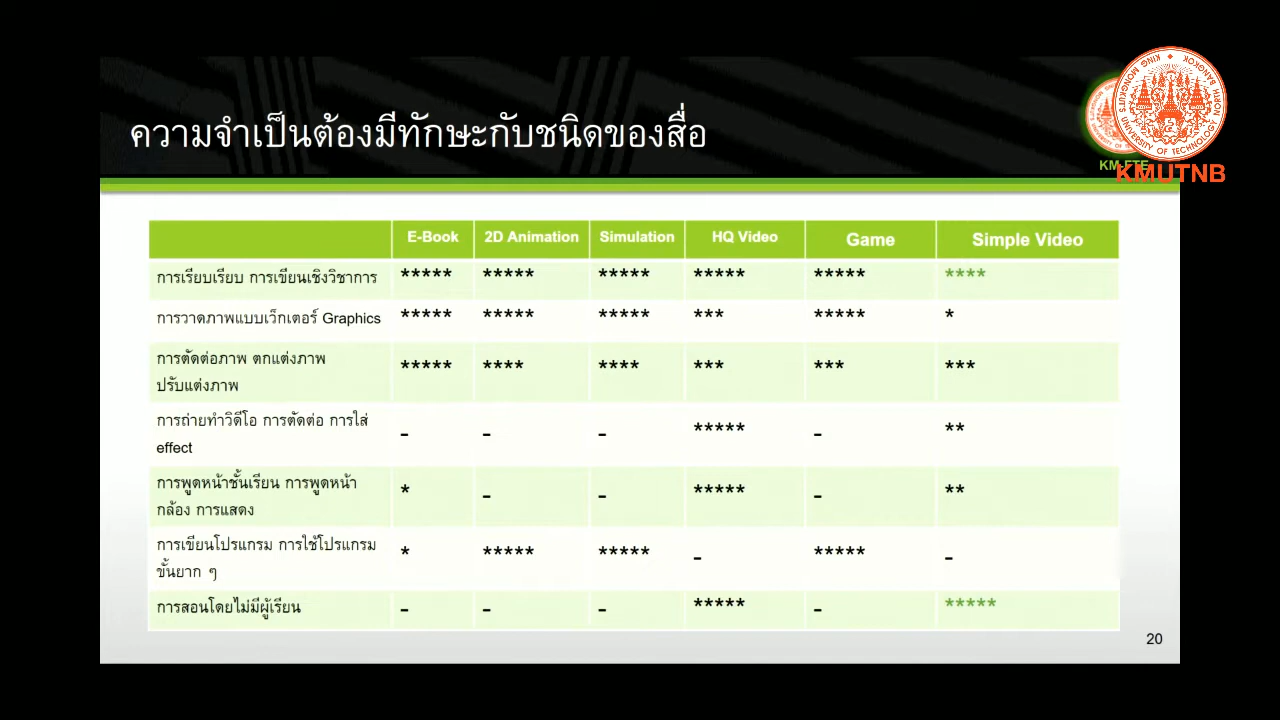 ความจำเป็นต้องมีทักษะกับชนิดของสื่อ
KING MONGKUT'S UNIVERSITY OF TECHNOLOGY NORTH BANGKOK
KMUTNB
E-Book 2D Animation Simulation HQ Video Game Simple Video
การเรียบเรียบ การเขียนเชิงวิชาการ ***** ***** ***** ***** ***** ****
การวาดภาพแบบเว็กเตอร์ Graphics ***** ***** ***** *** ***** *
การตัดต่อภาพ ตกแต่งภาพ
ปรับแต่งภาพ ***** **** **** *** *** ***
การถ่ายทำวิดีโอ การตัดต่อ การใส่
effect - - - ***** - **
การพูดหน้าชั้นเรียน การพูดหน้า
กล้อง การแสดง * - - ***** - **
การเขียนโปรแกรม การใช้โปรแกรม
ขั้นยาก ๆ * ***** ***** - ***** -
การสอนโดยไม่มีผู้เรียน - - - ***** - *****
20